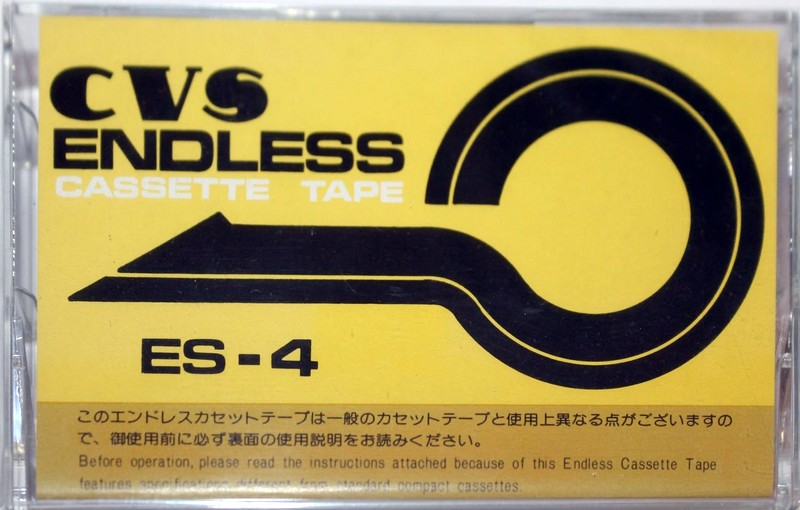 CVS
ENDLESS
CASSETTE TAPE
ES-4
このエンドレスカセットテープは一般のカセットテープと使用上異なる点がございますの
で、御使用前に必ず裏面の使用説明をお読みください。
Before operation, please read the instructions attached because of this Endless Cassette Tape
features specifications different from standard compact cassettes.